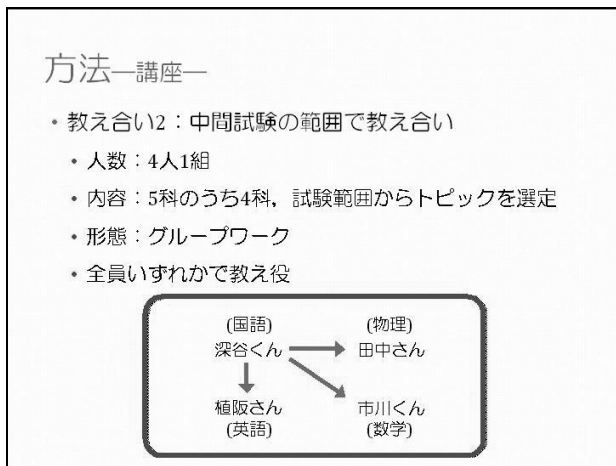 方法―講座―
・教え合い2：中間試験の範囲で教え合い
・人数：4人1組
・内容：5科のうち4科，試験範囲からトピックを選定
・形態：グループワーク
・全員いずれかで教え役
(国語) (物理)
深谷くん 田中さん
植阪さん 市川くん
(英語) (数学)